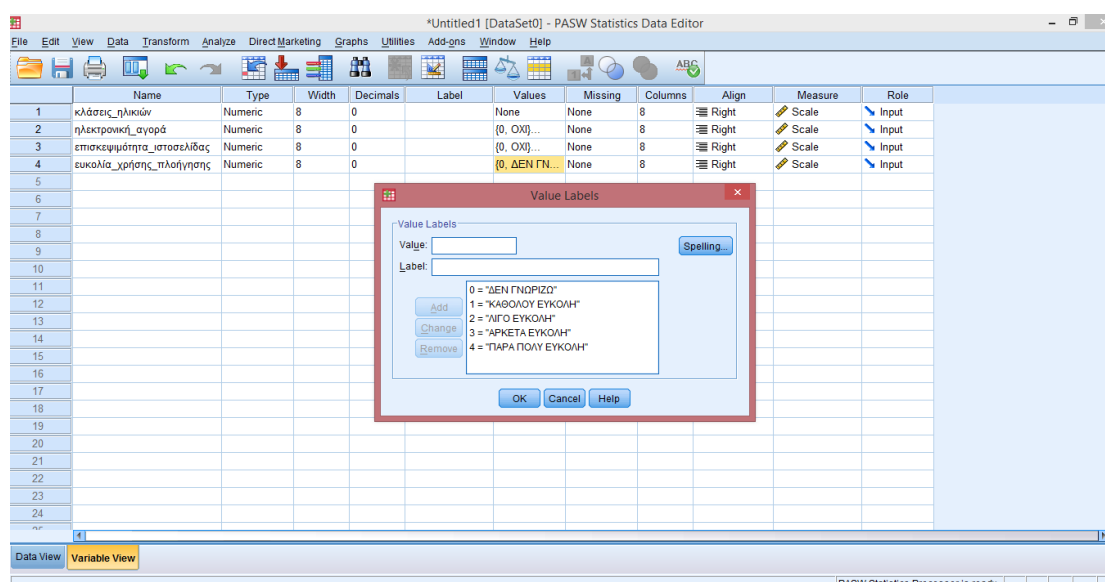 *Untitled1 [DataSet0] - PASW Statistics Data Editor
File Edit View Data Transform Analyze Direct Marketing Graphs Utilities Add-ons Window Help
Name Type Width Decimals Label Values Missing Columns Align Measure Role
1 κλάσεις_ηλικιών Numeric 8 0 None None 8 Right Scale Input
2 ηλεκτρονική_αγορά Numeric 8 0 {0, ΟΧΙ}... None 8 Right Scale Input
3 επισκεψιμότητα_ιστοσελίδας Numeric 8 0 {0, ΟΧΙ}... None 8 Right Scale Input
4 ευκολία_χρήσης_πλοήγησης Numeric 8 0 {0, ΔΕΝ ΓΝ... None 8 Right Scale Input
5
6
7
8
9
10
11
12
13
14
15
16
17
18
19
20
21
22
23
24
Value Labels
Value Labels
Value:
Spelling...
Label:
0 = "ΔΕΝ ΓΝΩΡΙΖΩ"
Add
1 = "ΚΑΘΟΛΟΥ ΕΥΚΟΛΗ"
2 = "ΛΙΓΟ ΕΥΚΟΛΗ"
Change
3 = "ΑΡΚΕΤΑ ΕΥΚΟΛΗ"
Remove
4 = "ΠΑΡΑ ΠΟΛΥ ΕΥΚΟΛΗ"
OK Cancel Help
Data View Variable View